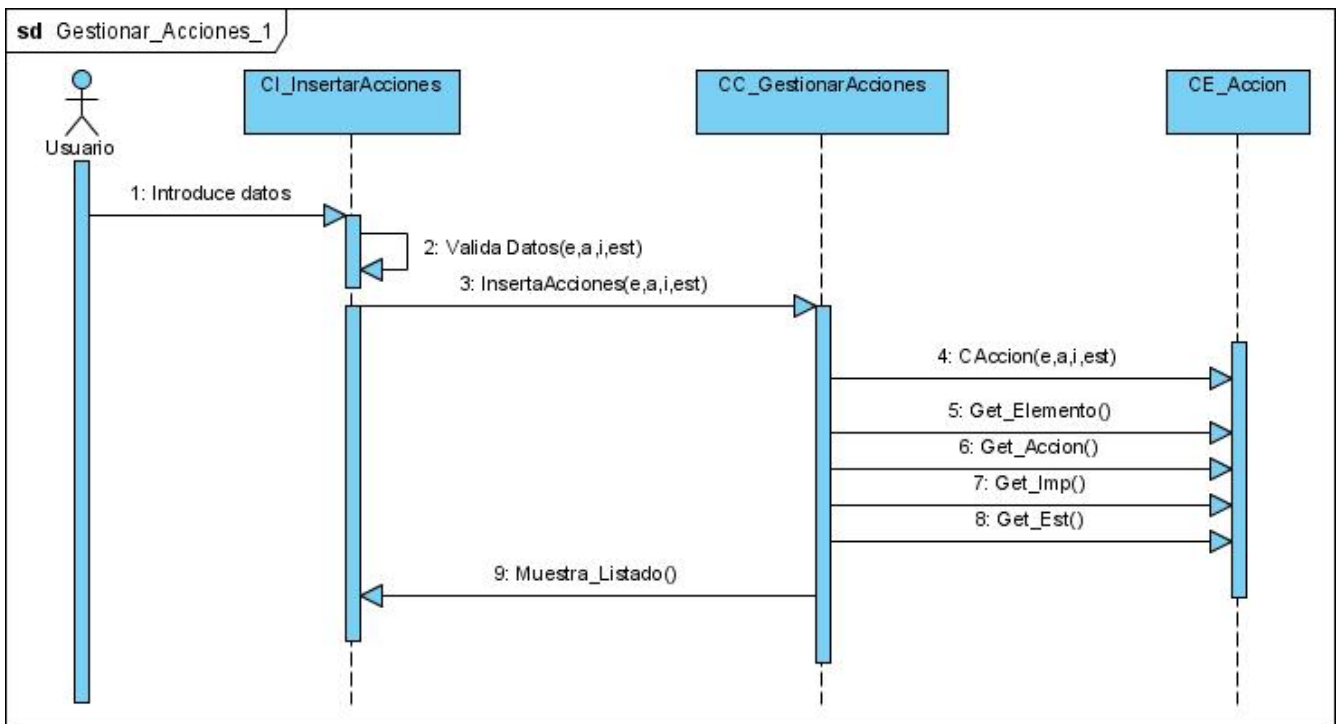 sd Gestionar_Acciones_1
CI_InsertarAcciones
CC_GestionarAcciones
CE_Accion
Usuario
1: Introduce datos
2: Valida Datos(e,a,i,est)
3: InsertaAcciones(e,a,i,est)
4: CAccion(e,a,i,est)
5: Get_Elemento()
6: Get_Accion()
7: Get_Imp()
8: Get_Est()
9: Muestra_Listado()